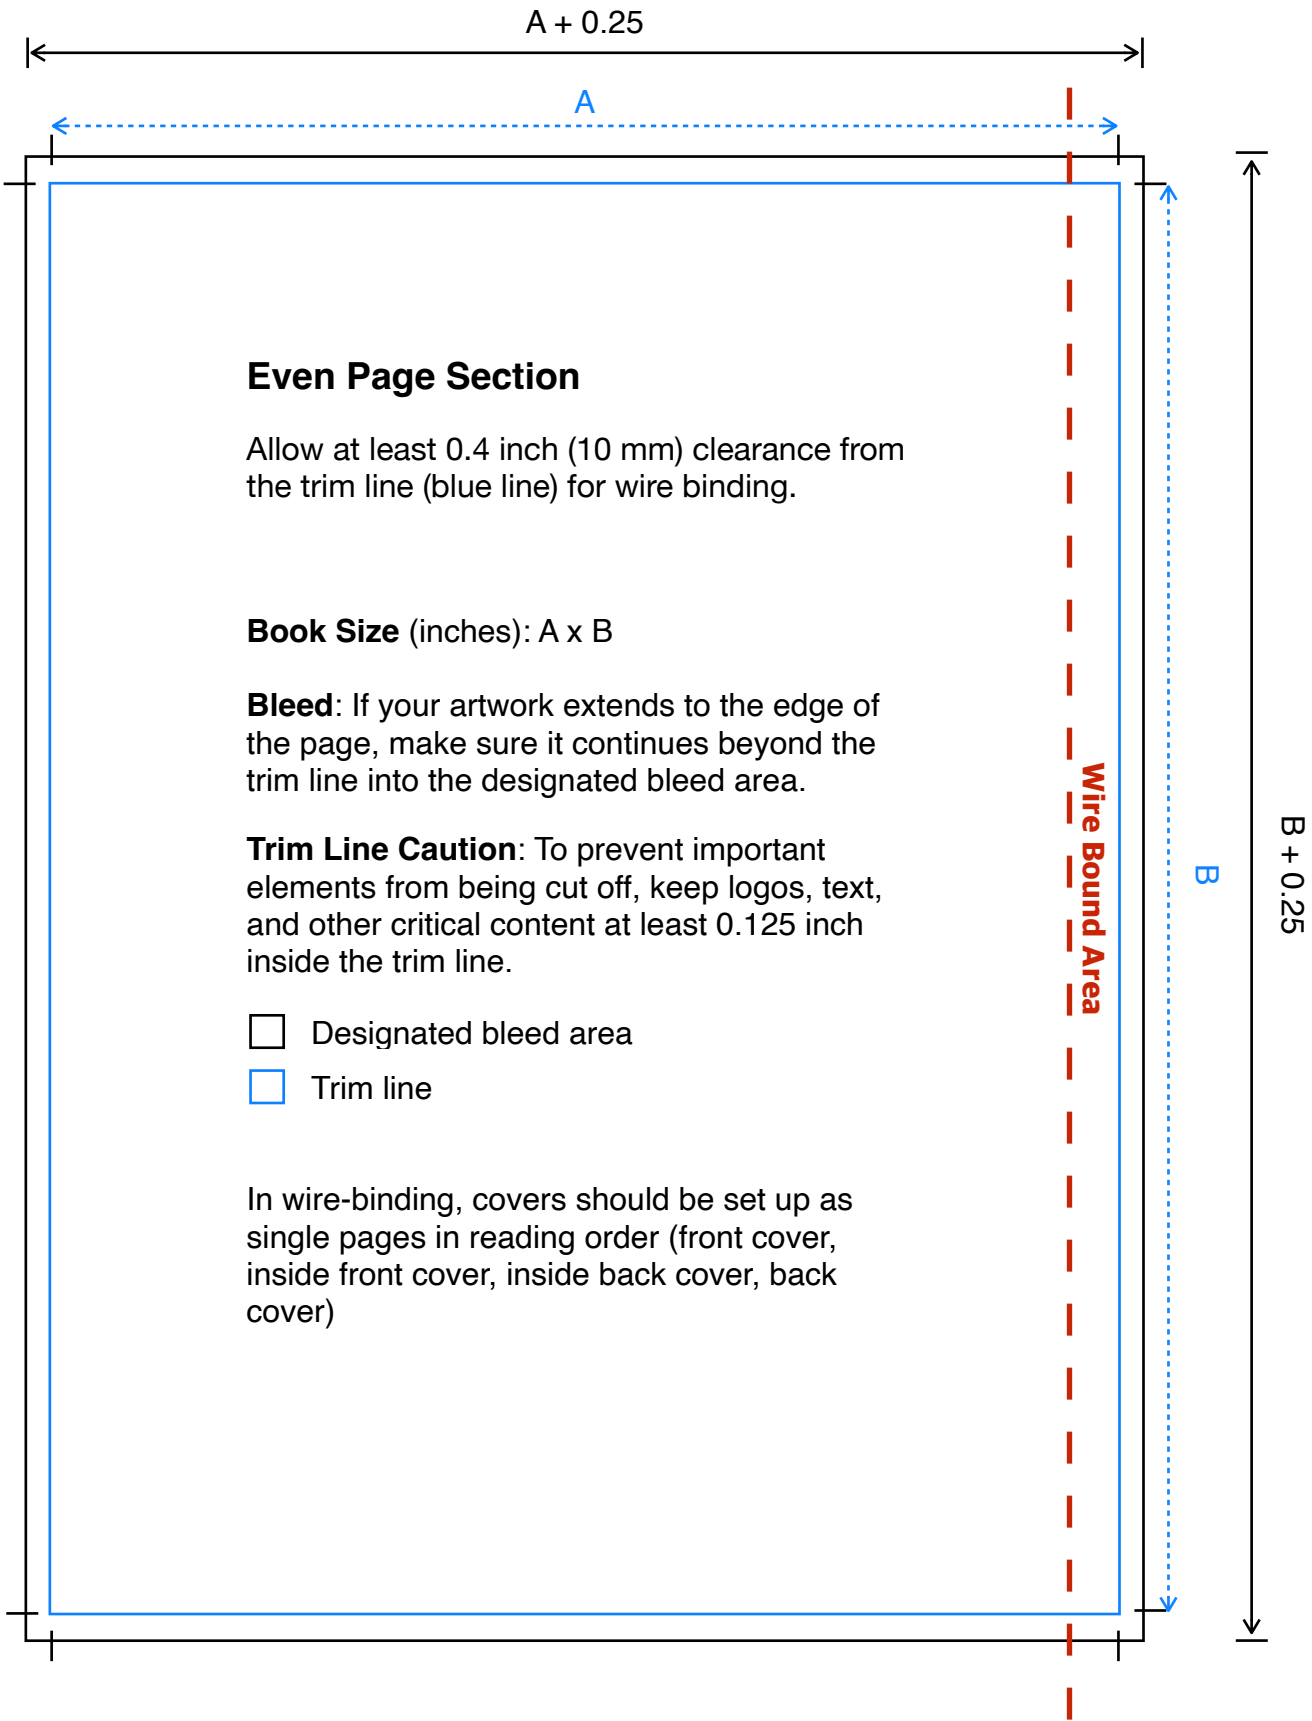 A + 0.25
A
Even Page Section
Allow at least 0.4 inch (10 mm) clearance from
the trim line (blue line) for wire binding.
Book Size (inches): A x B
Bleed: If your artwork extends to the edge of
the page, make sure it continues beyond the
trim line into the designated bleed area.
Trim Line Caution: To prevent important
elements from being cut off, keep logos, text,
and other critical content at least 0.125 inch
inside the trim line.
Designated bleed area
Trim line
In wire-binding, covers should be set up as
single pages in reading order (front cover,
inside front cover, inside back cover, back
cover)
Wire Bound Area
B
B + 0.25